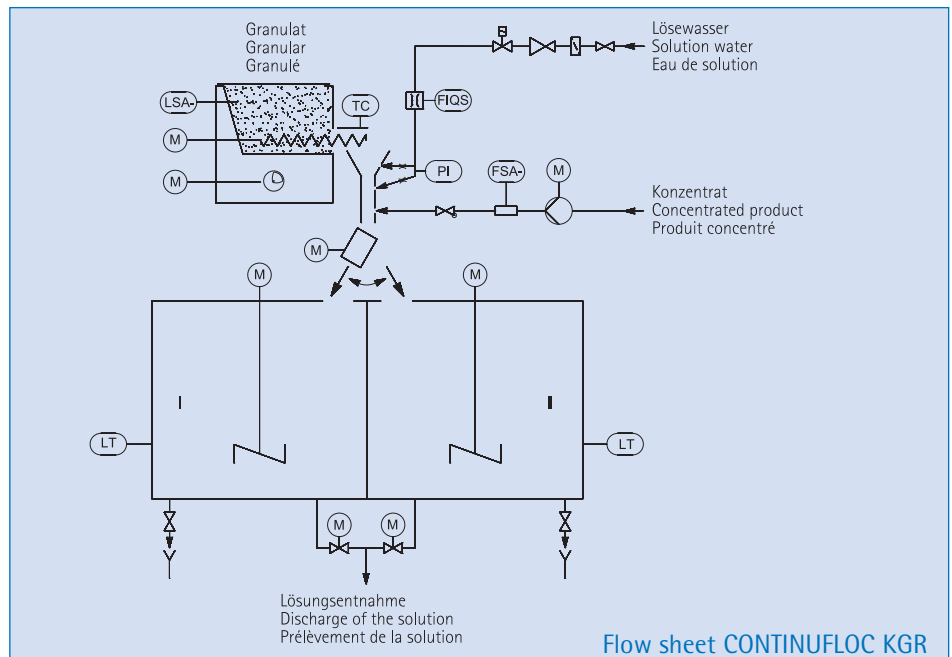 Granulat
Granular
Granulé
Lösewasser
Solution water
Eau de solution
LSA-
TC
FIQS
M
M
PI
FSA-
M
Konzentrat
Concentrated product
Produit concentré
M
M
M
I
II
LT
LT
M
M
Lösungsentnahme
Discharge of the solution
Prélèvement de la solution
Flow sheet CONTINUFLOC KGR